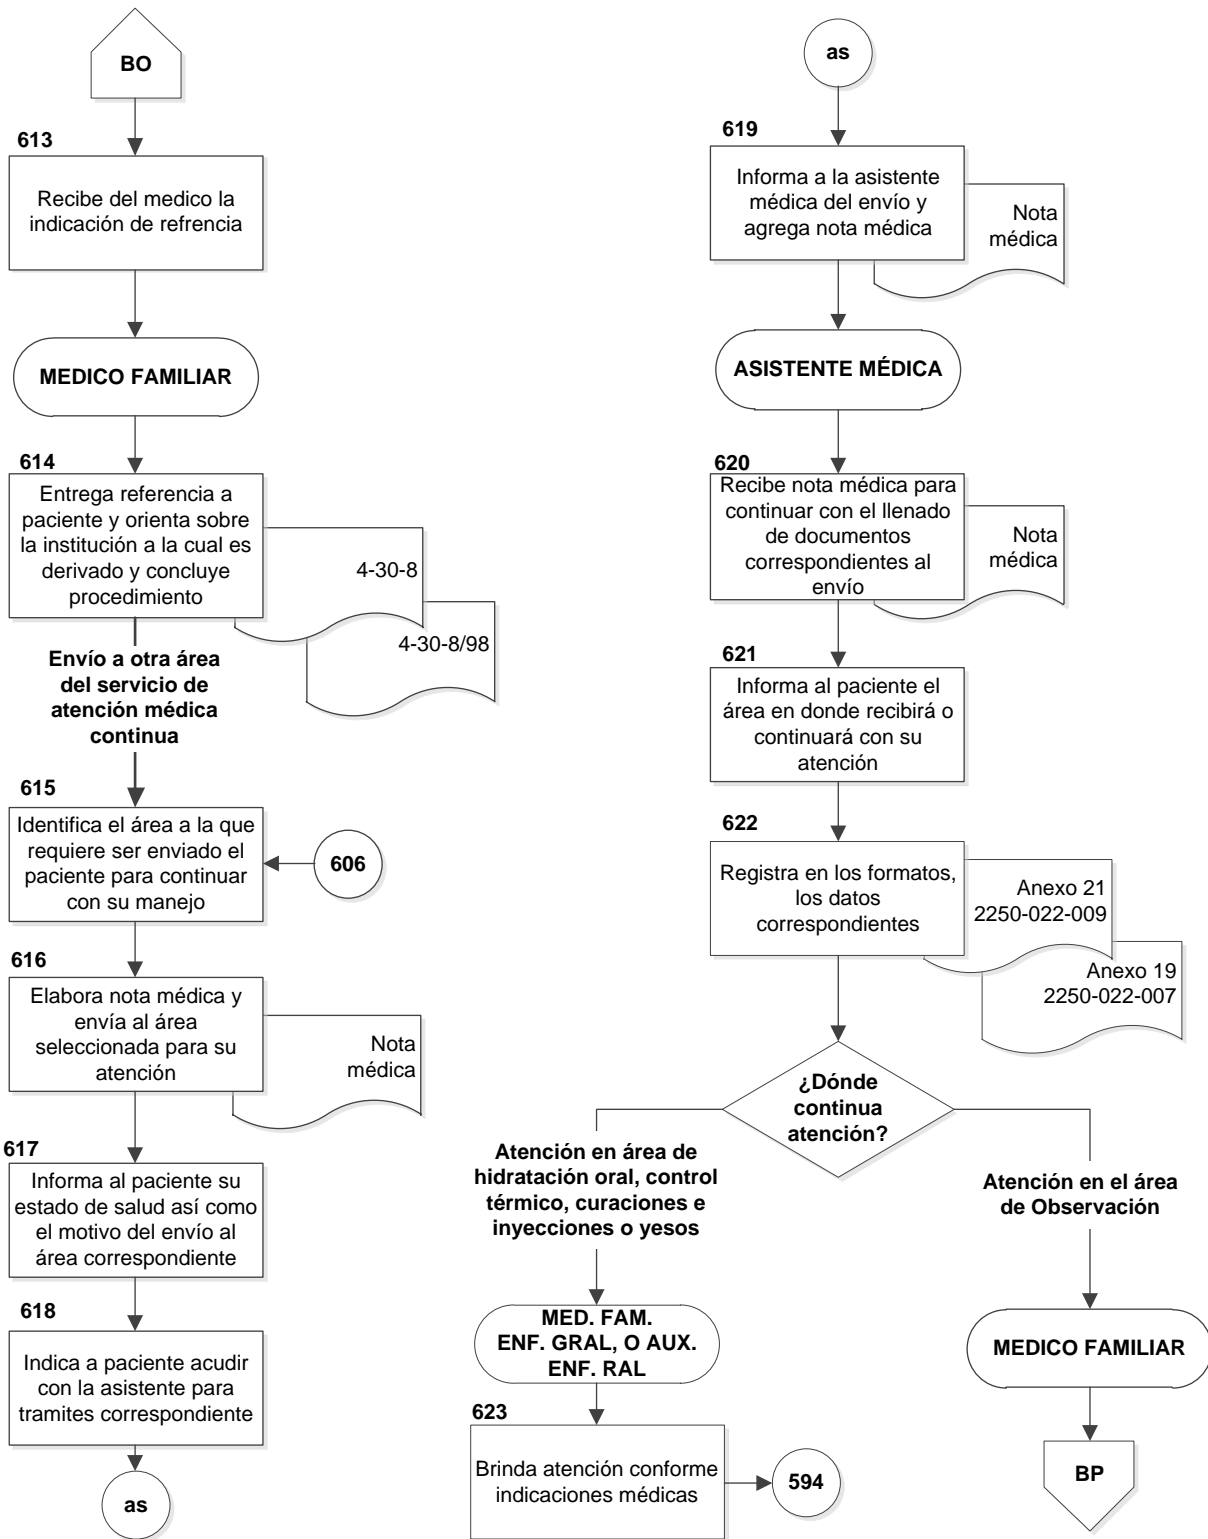 BO
613
Recibe del medico la
indicación de refrencia
MEDICO FAMILIAR
614
Entrega referencia a
paciente y orienta sobre
la institución a la cual es
derivado y concluye
procedimiento
4-30-8
4-30-8/98
Envío a otra área
del servicio de
atención médica
continua
615
Identifica el área a la que
requiere ser enviado el
paciente para continuar
con su manejo
606
616
Elabora nota médica y
envía al área
seleccionada para su
atención
Nota
médica
617
Informa al paciente su
estado de salud así como
el motivo del envío al
área correspondiente
618
Indica a paciente acudir
con la asistente para
tramites correspondiente
as
as
619
Informa a la asistente
médica del envío y
agrega nota médica
Nota
médica
ASISTENTE MÉDICA
620
Recibe nota médica para
continuar con el llenado
de documentos
correspondientes al
envío
Nota
médica
621
Informa al paciente el
área en donde recibirá o
continuará con su
atención
622
Registra en los formatos,
los datos
correspondientes
Anexo 21
2250-022-009
Anexo 19
2250-022-007
¿Dónde
continua
atención?
Atención en área de
hidratación oral, control
térmico, curaciones e
inyecciones o yesos
MED. FAM.
ENF. GRAL, O AUX.
ENF. RAL
623
Brinda atención conforme
indicaciones médicas
594
Atención en el área
de Observación
MEDICO FAMILIAR
BP